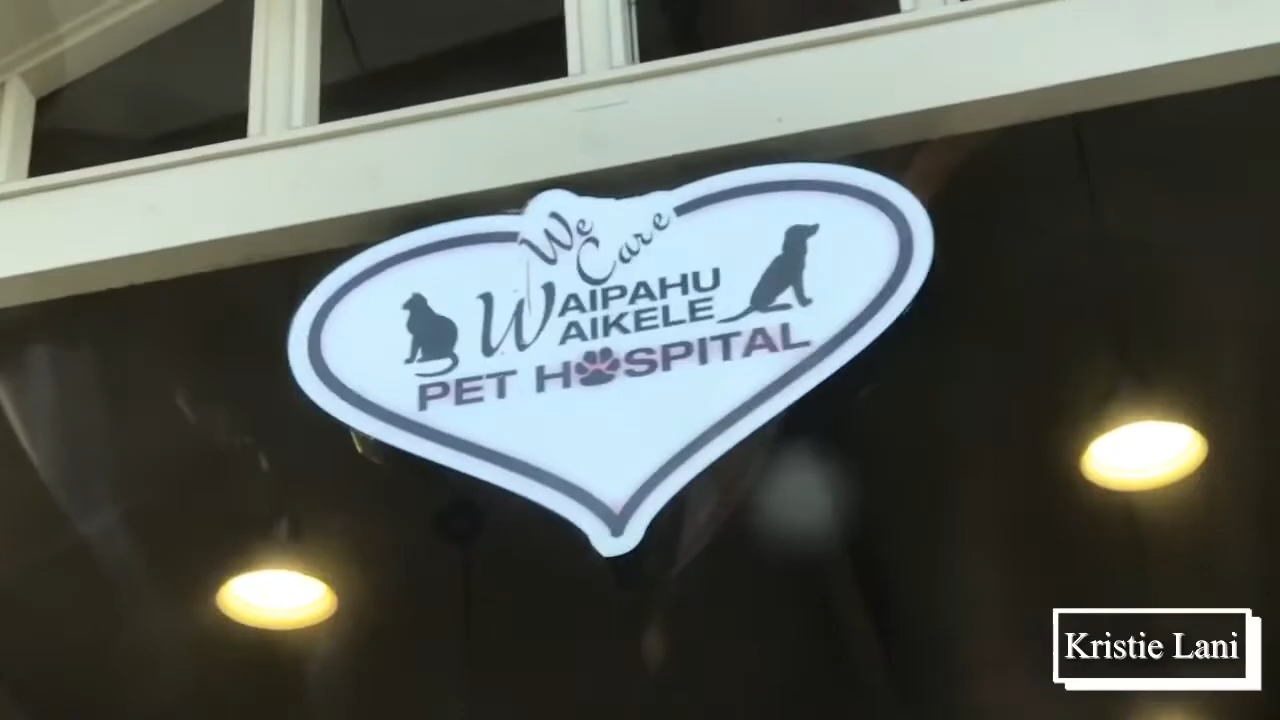 We
Care
WAIPAHU
WAIKELE
PET HOSPITAL
Kristie Lani